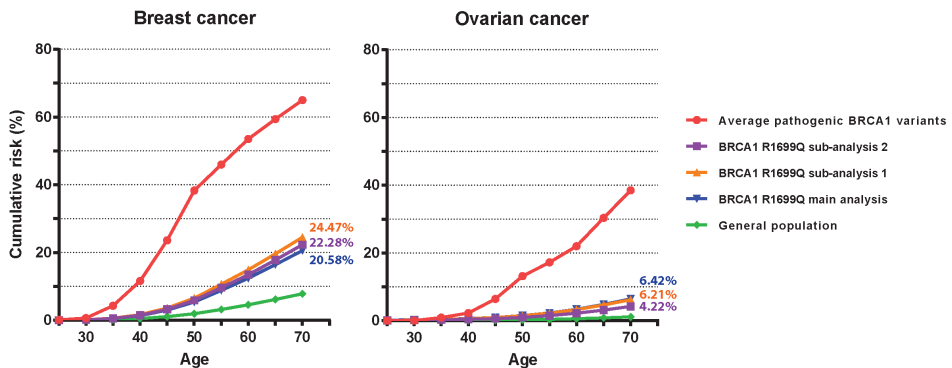 Breast cancer
Ovarian cancer
Cumulative risk (%)
80
60
40
20
0
30
40
50
60
70
Age
24.47%
22.28%
20.58%
80
60
40
20
0
30
40
50
60
70
Age
6.42%
6.21%
4.22%
Average pathogenic BRCA1 variants
BRCA1 R1699Q sub-analysis 2
BRCA1 R1699Q sub-analysis 1
BRCA1 R1699Q main analysis
General population